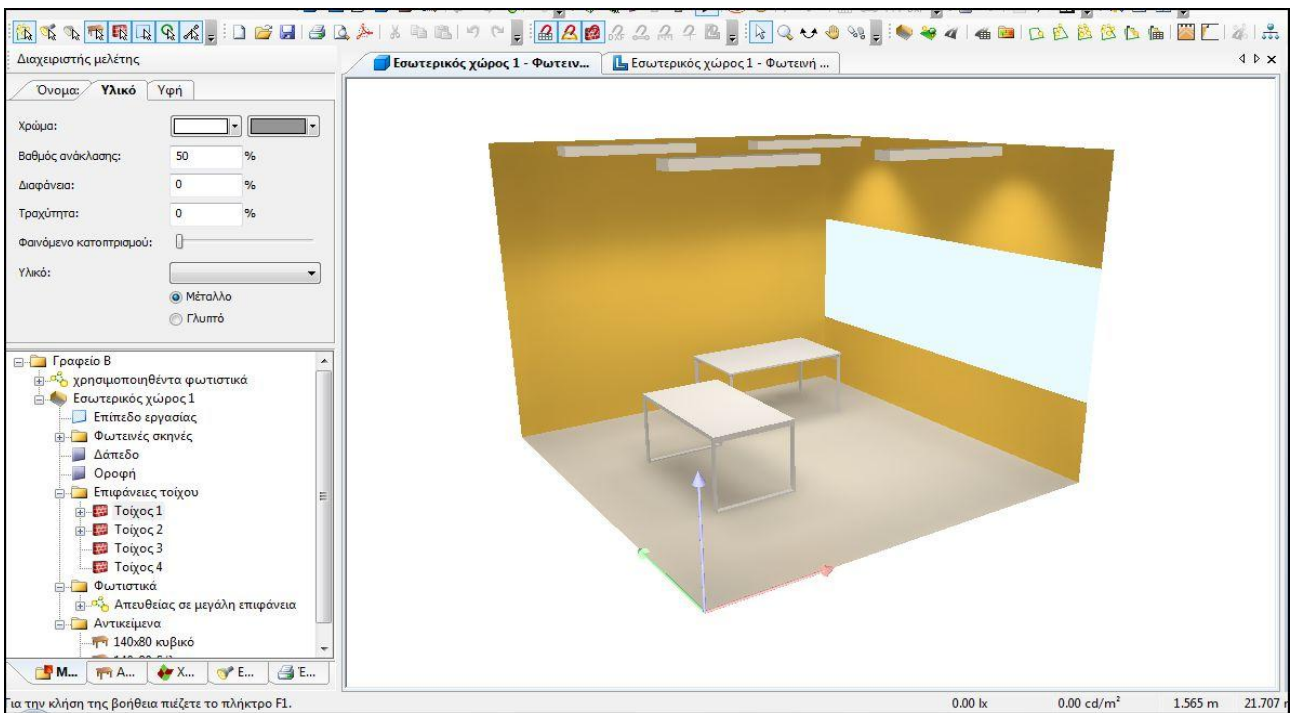 Διαχειριστής μελέτης
Εσωτερικός χώρος 1 - Φωτειν...
Εσωτερικός χώρος 1 - Φωτεινή ...
Όνομα:
Υλικό
Υφή
Χρώμα:
Βαθμός ανάκλασης: 50 %
Διαφάνεια: 0 %
Τραχύτητα: 0 %
Φαινόμενο κατοπτρισμού:
Υλικό:
Μέταλλο
Γλυπτό
Γραφείο Β
χρησιμοποιηθέντα φωτιστικά
Εσωτερικός χώρος 1
Επίπεδο εργασίας
Φωτεινές σκηνές
Δάπεδο
Οροφή
Επιφάνειες τοίχου
Τοίχος 1
Τοίχος 2
Τοίχος 3
Τοίχος 4
Φωτιστικά
Απευθείας σε μεγάλη επιφάνεια
Αντικείμενα
140x80 κυβικό
Μ... Α... Χ... Ε... Έ...
Για την κλήση της βοήθεια πιέζετε το πλήκτρο F1.
0.00 lx 0.00 cd/m² 1.565 m 21.707